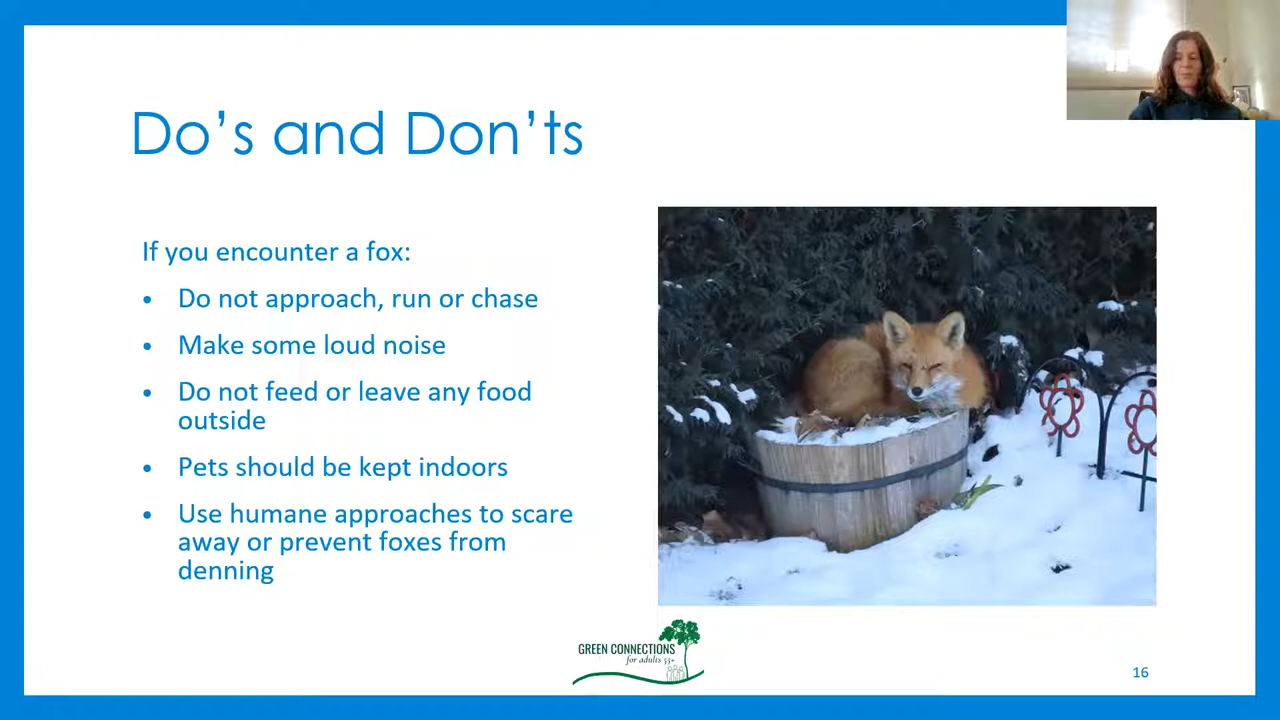 Do’s and Don’ts
If you encounter a fox:
• Do not approach, run or chase
• Make some loud noise
• Do not feed or leave any food
outside
• Pets should be kept indoors
• Use humane approaches to scare
away or prevent foxes from
denning
GREEN CONNECTIONS
for adults 55+
16